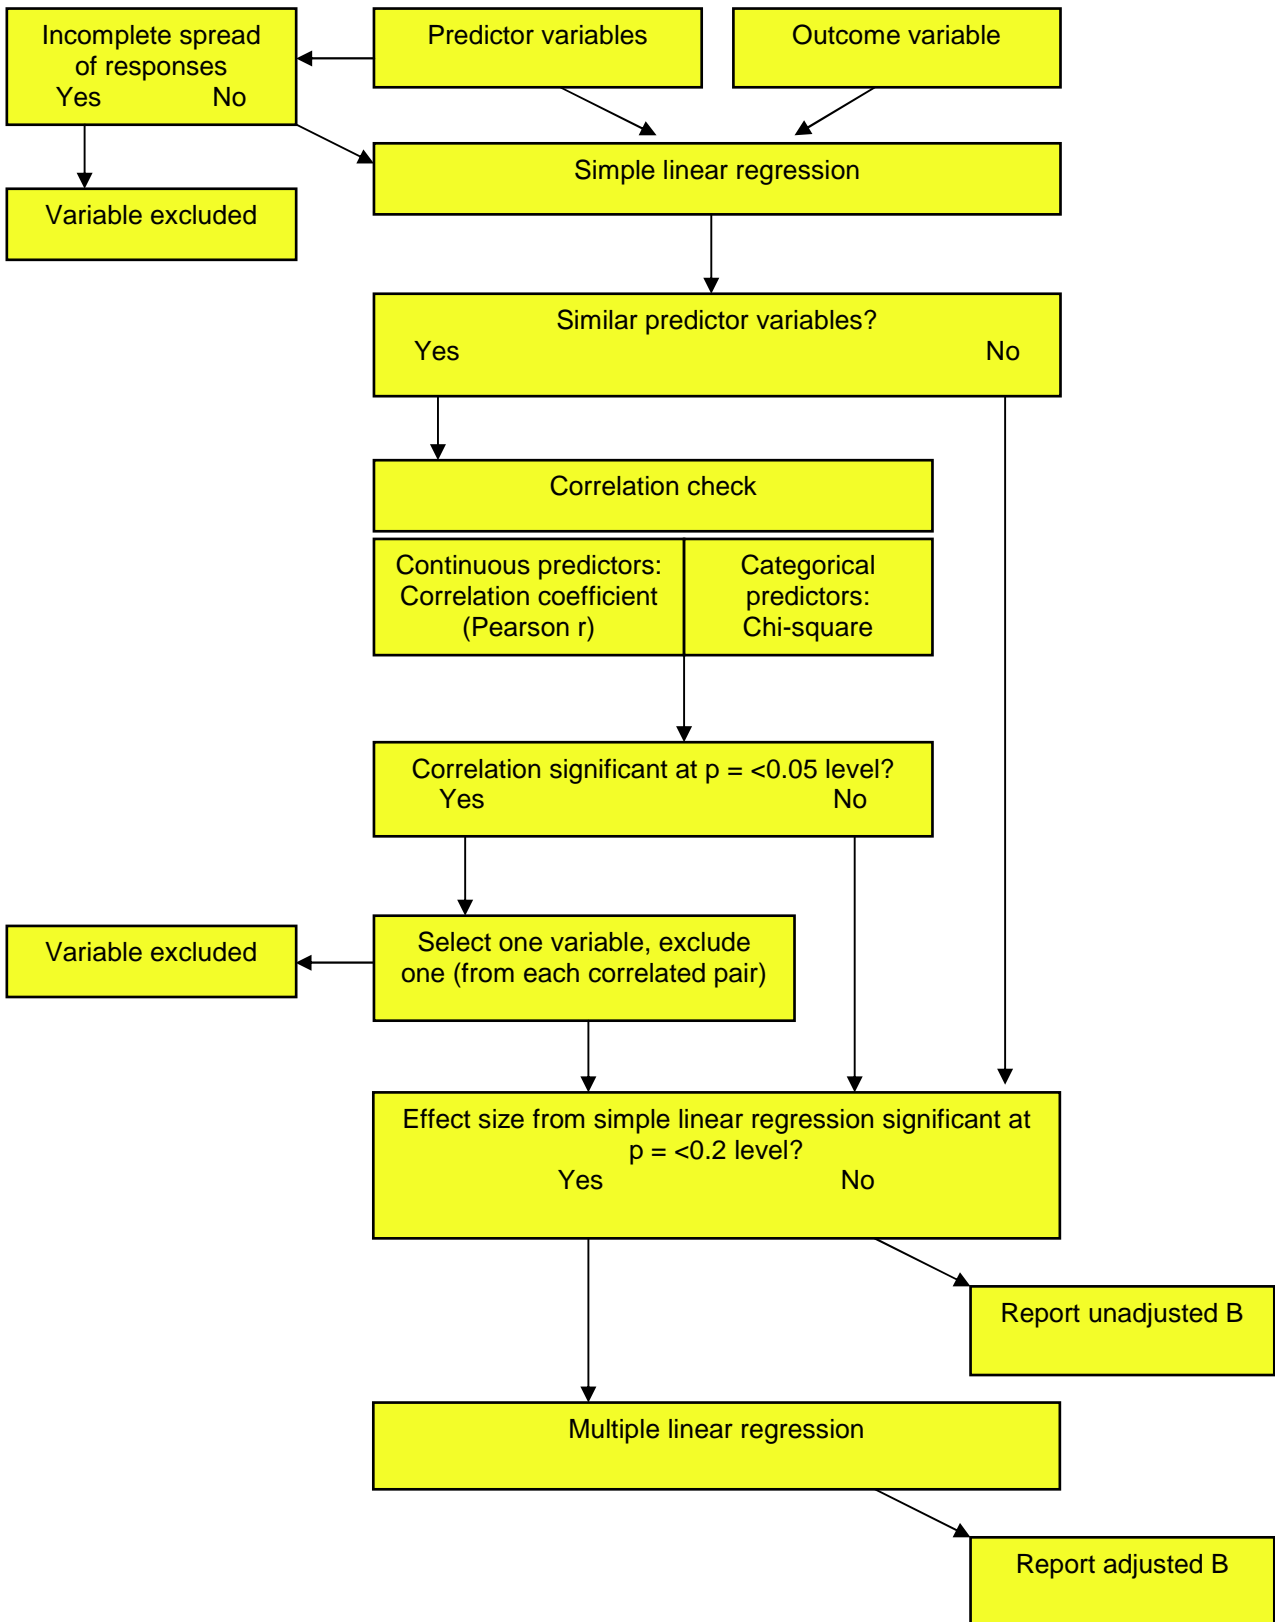 Incomplete spread
of responses
Yes No
Predictor variables
Outcome variable
Simple linear regression
Variable excluded
Similar predictor variables?
Yes No
Correlation check
Continuous predictors:
Correlation coefficient
(Pearson r)
Categorical
predictors:
Chi-square
Correlation significant at p = <0.05 level?
Yes No
Variable excluded
Select one variable, exclude
one (from each correlated pair)
Effect size from simple linear regression significant at
p = <0.2 level?
Yes No
Report unadjusted B
Multiple linear regression
Report adjusted B